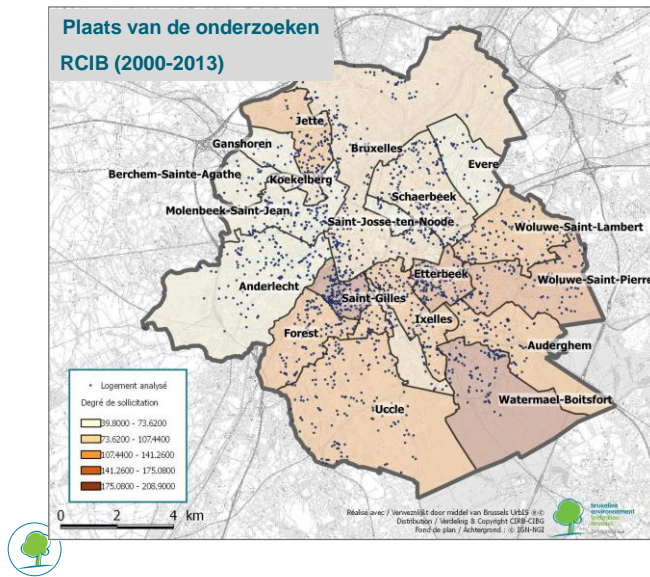 Plaats van de onderzoeken
RCIB (2000-2013)
Jette
Ganshoren
Bruxelles
Evere
Berchem-Sainte-Agathe
Koekelberg
Schaerbeek
Molenbeek-Saint-Jean
Saint-Josse-ten-Noode
Woluwe-Saint-Lambert
Etterbeek
Woluwe-Saint-Pierre
Anderlecht
Saint-Gilles
Ixelles
Forest
Auderghem
Watermael-Boitsfort
Uccle
Logement analysé
Degré de sollicitation
39.8000 - 73.6200
73.6200 - 107.4400
107.4400 - 141.2600
141.2600 - 175.0800
175.0800 - 208.9000
0 2 4 km
Réalisé avec / Verwezenlijkt door middel van Brussels UrbIS ®©
Distribution / Verdeling & Copyright CIRB-CIBG
Fond de plan / Achtergrond : © IGN-NGI
bruxelles
environnement
leefmilieu
brussel